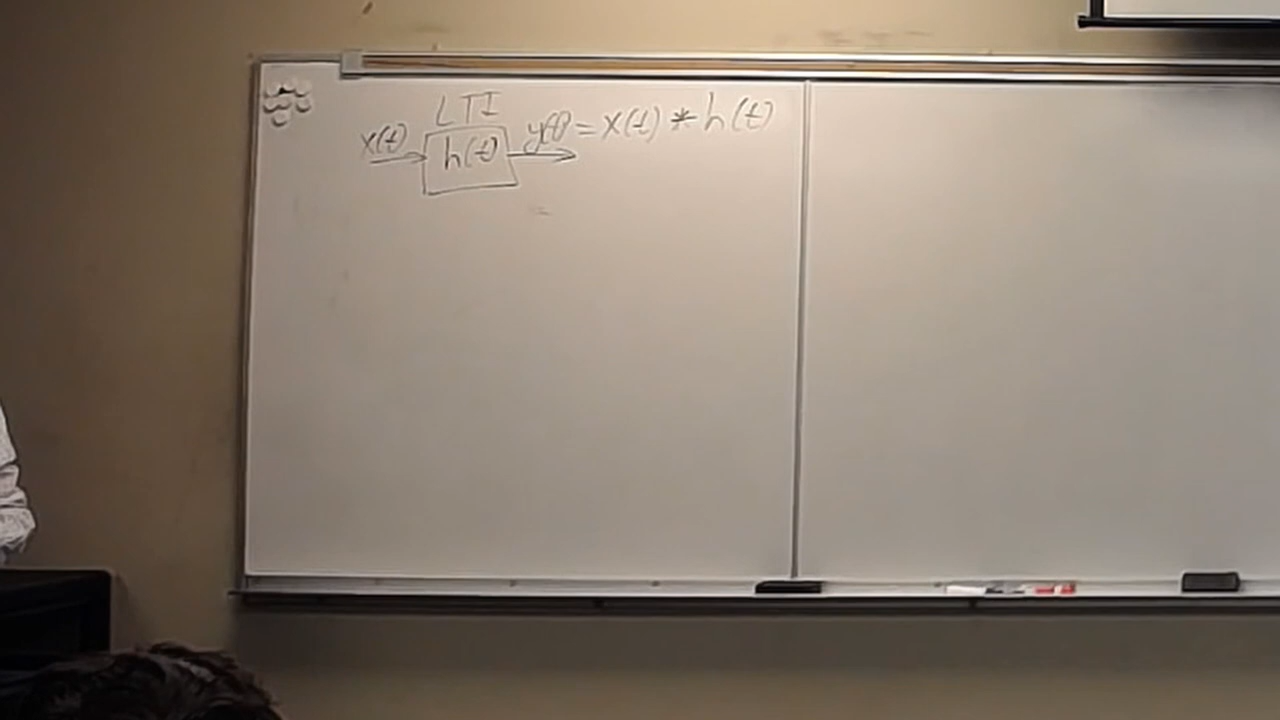 LTI
x(t) h(t) y(t) = x(t) * h(t)